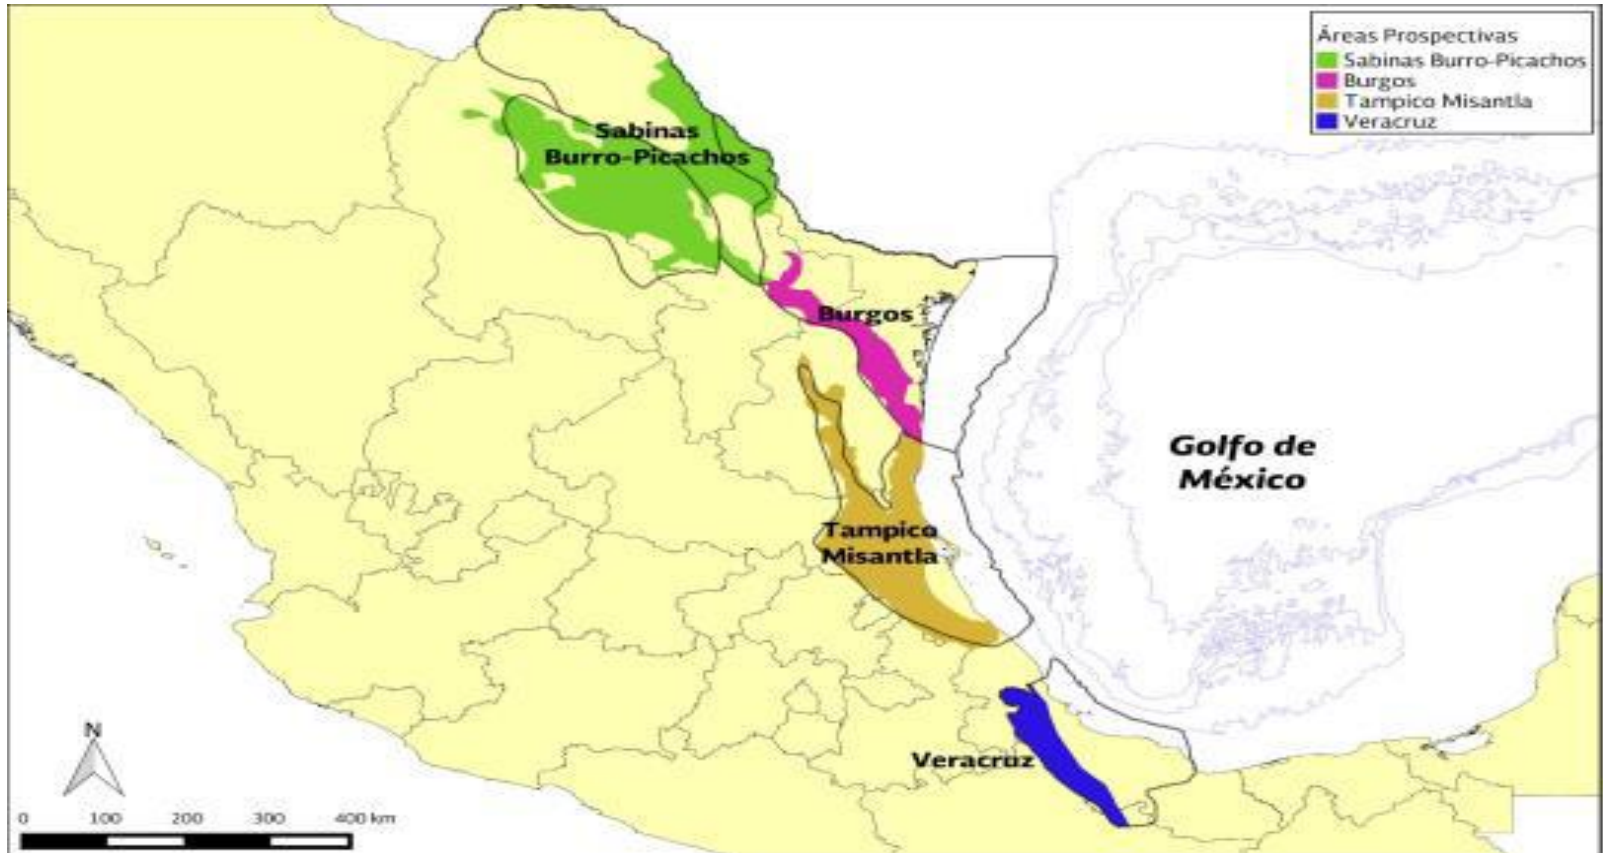 Áreas Prospectivas
Sabinas Burro-Picachos
Burgos
Tampico Misantla
Veracruz
Sabinas
Burro-Picachos
Burgos
Golfo de
México
Tampico
Misantla
Veracruz
N
0 100 200 300 400 km